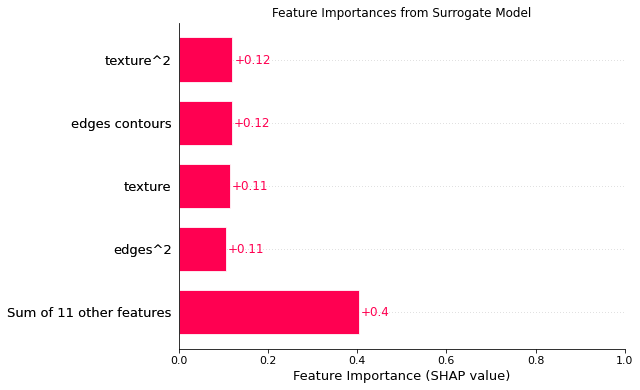 Feature Importances from Surrogate Model
texture^2
+0.12
edges contours
+0.12
texture
+0.11
edges^2
+0.11
Sum of 11 other features
+0.4
0.0 0.2 0.4 0.6 0.8 1.0
Feature Importance (SHAP value)